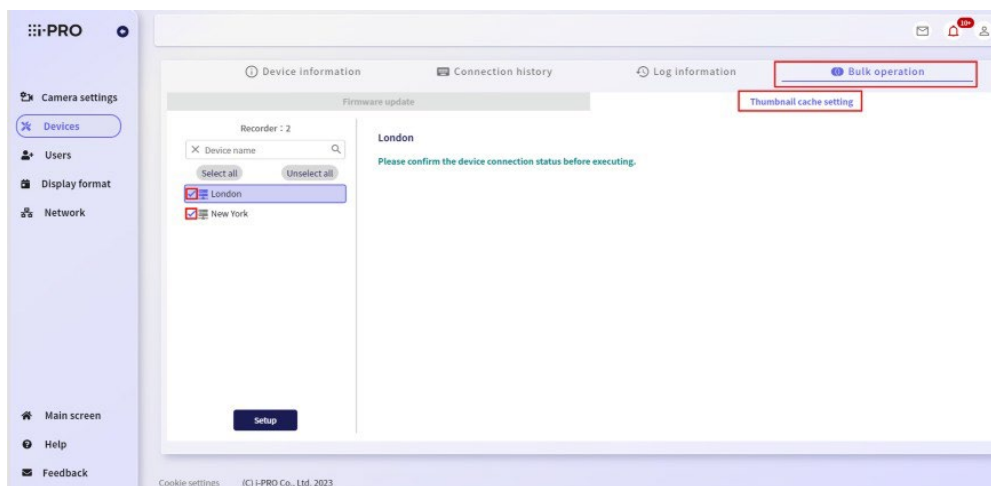 i-PRO
10+
Device information
Connection history
Log information
Bulk operation
Firmware update
Thumbnail cache setting
Camera settings
Devices
Users
Display format
Network
Recorder : 2
Device name
Select all
Unselect all
London
New York
Setup
London
Please confirm the device connection status before executing.
Main screen
Help
Feedback
Cookie settings
(C) i-PRO Co., Ltd. 2023